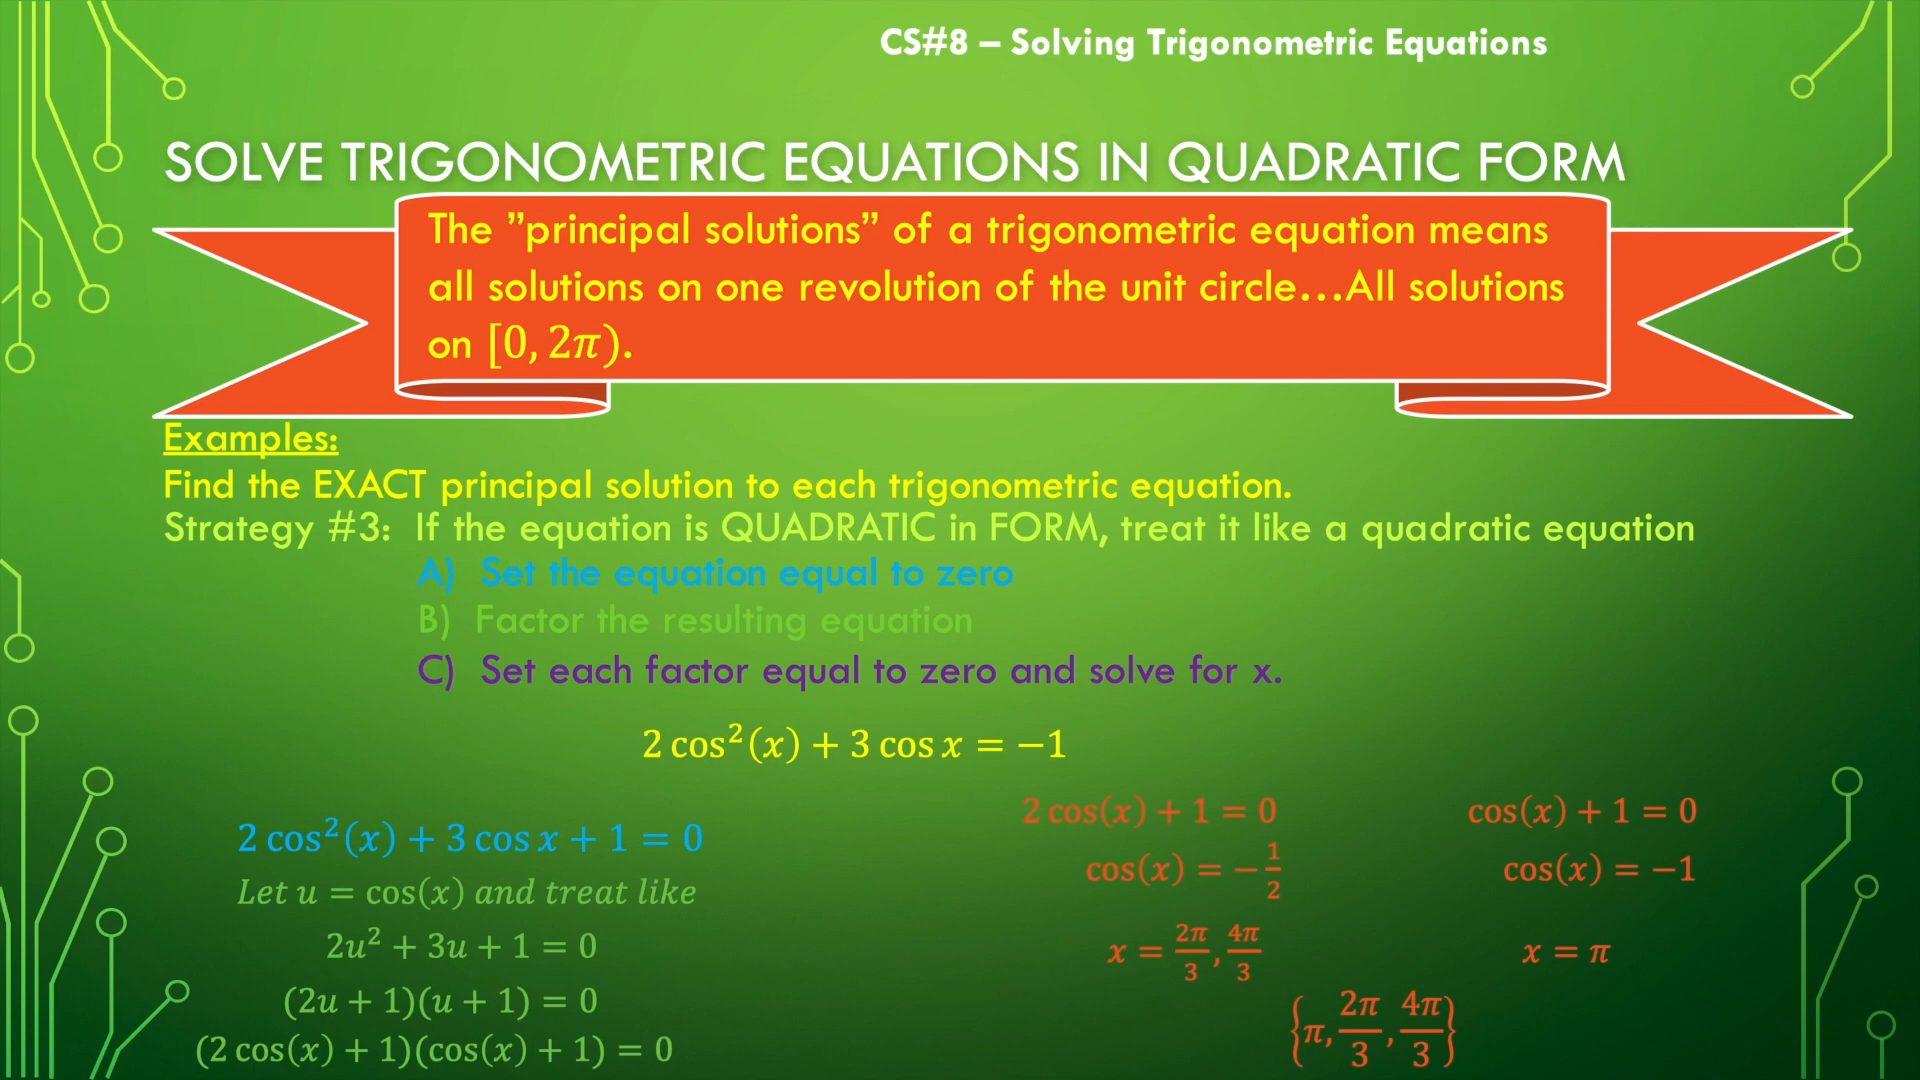 CS#8 – Solving Trigonometric Equations
SOLVE TRIGONOMETRIC EQUATIONS IN QUADRATIC FORM
The ”principal solutions” of a trigonometric equation means
all solutions on one revolution of the unit circle…All solutions
on [0, 2π).
Examples:
Find the EXACT principal solution to each trigonometric equation.
Strategy #3: If the equation is QUADRATIC in FORM, treat it like a quadratic equation
A) Set the equation equal to zero
B) Factor the resulting equation
C) Set each factor equal to zero and solve for x.
2 cos²(x) + 3 cos x = −1
2 cos²(x) + 3 cos x + 1 = 0
Let u = cos(x) and treat like
2u² + 3u + 1 = 0
(2u + 1)(u + 1) = 0
(2 cos(x) + 1)(cos(x) + 1) = 0
2 cos(x) + 1 = 0
cos(x) = −1/2
x = 2π/3, 4π/3
cos(x) + 1 = 0
cos(x) = −1
x = π
{π, 2π/3, 4π/3}